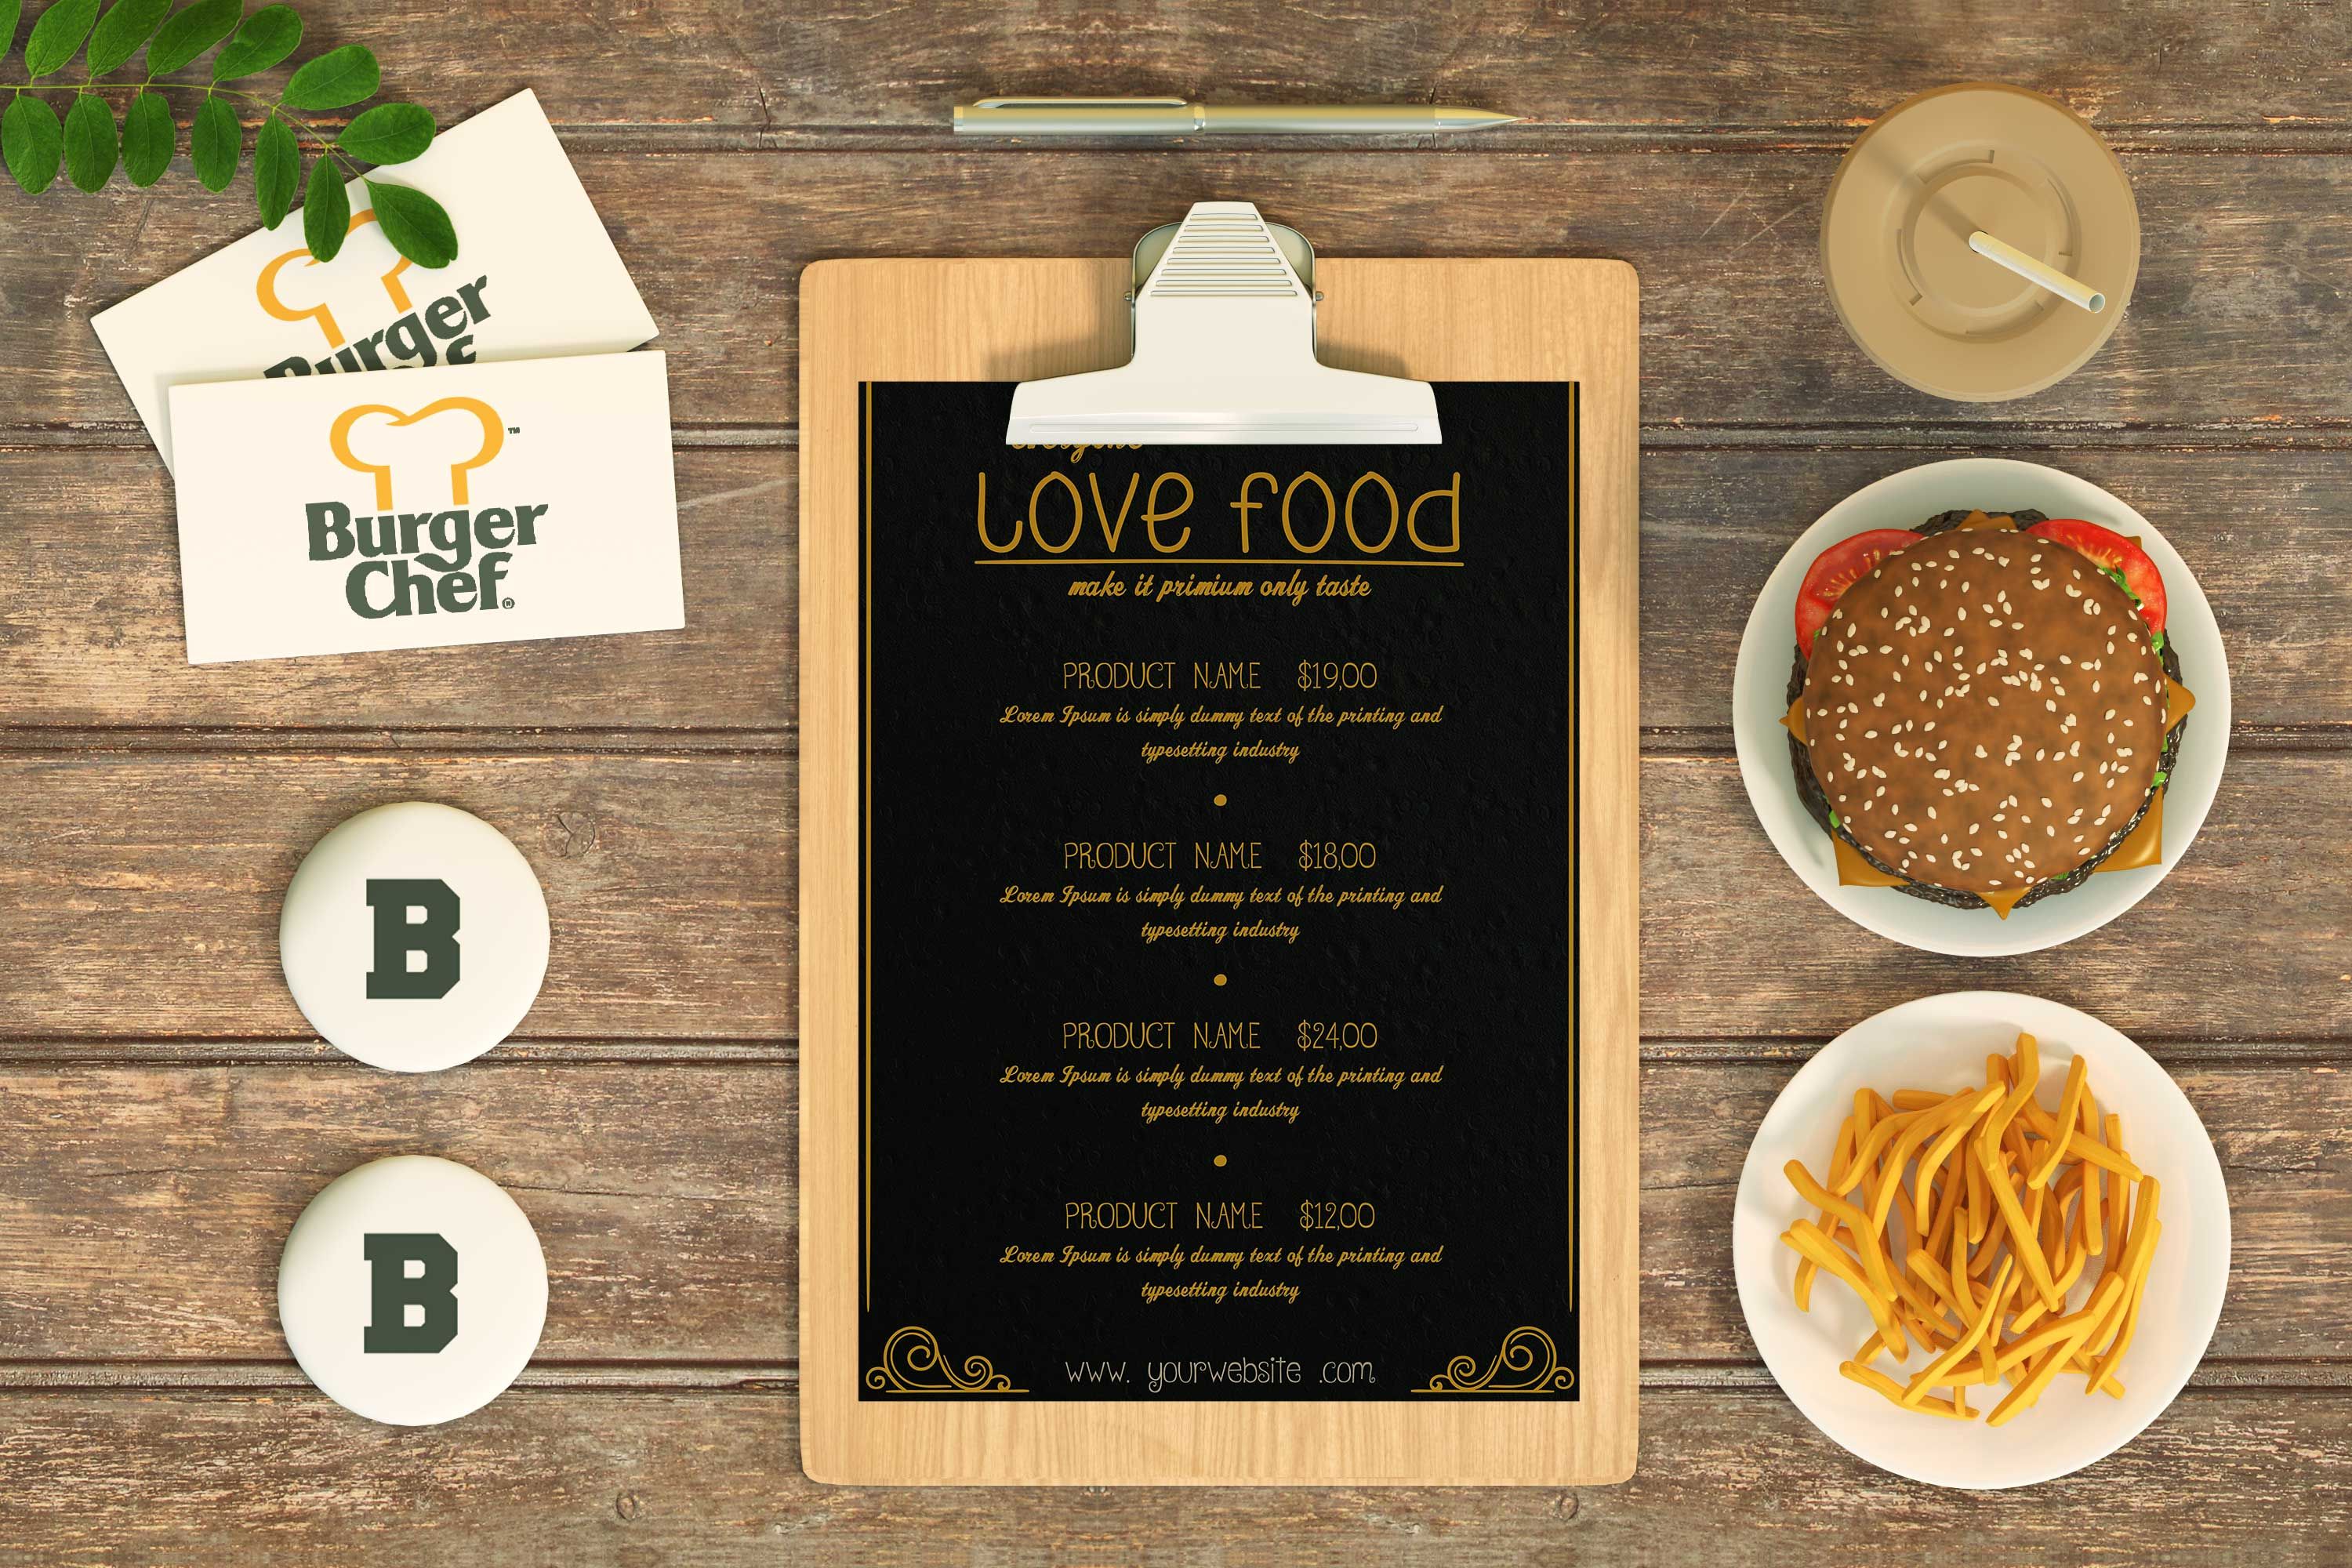 Burger
Burger
Chef
TM
B
B
everyone
Love food
make it primium only taste
PRODUCT NAME $19,00
Lorem Ipsum is simply dummy text of the printing and
typesetting industry
PRODUCT NAME $18,00
Lorem Ipsum is simply dummy text of the printing and
typesetting industry
PRODUCT NAME $24,00
Lorem Ipsum is simply dummy text of the printing and
typesetting industry
PRODUCT NAME $12,00
Lorem Ipsum is simply dummy text of the printing and
typesetting industry
www. yourwebsite .com